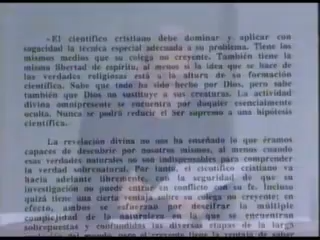 «El científico cristiano debe dominar y aplicar con
sagacidad la técnica especial adecuada a su problema. Tiene los
mismos medios que su colega no creyente. También tiene la
misma libertad de espíritu, al menos si la idea que se hace de
las verdades religiosas está a la altura de su formación
científica. Sabe que todo ha sido hecho por Dios, pero sabe
también que Dios no sustituye a sus creaturas. La actividad
divina omnipresente se encuentra por doquier esencialmente
oculta. Nunca se podrá reducir el Ser supremo a una hipótesis
científica.
La revelación divina no nos ha enseñado lo que éramos
capaces de descubrir por nosotros mismos, al menos cuando
esas verdades naturales no son indispensables para comprender
la verdad sobrenatural. Por tanto, el científico cristiano va
hacia adelante libremente, con la seguridad de que su
investigación no puede entrar en conflicto con su fe. Incluso
quizá tiene una cierta ventaja sobre su colega no creyente; en
efecto, ambos se esfuerzan por descifrar la múltiple
complejidad de la naturaleza en la que se encuentran
sobrepuestas y confundidas las diversas etapas de la larga